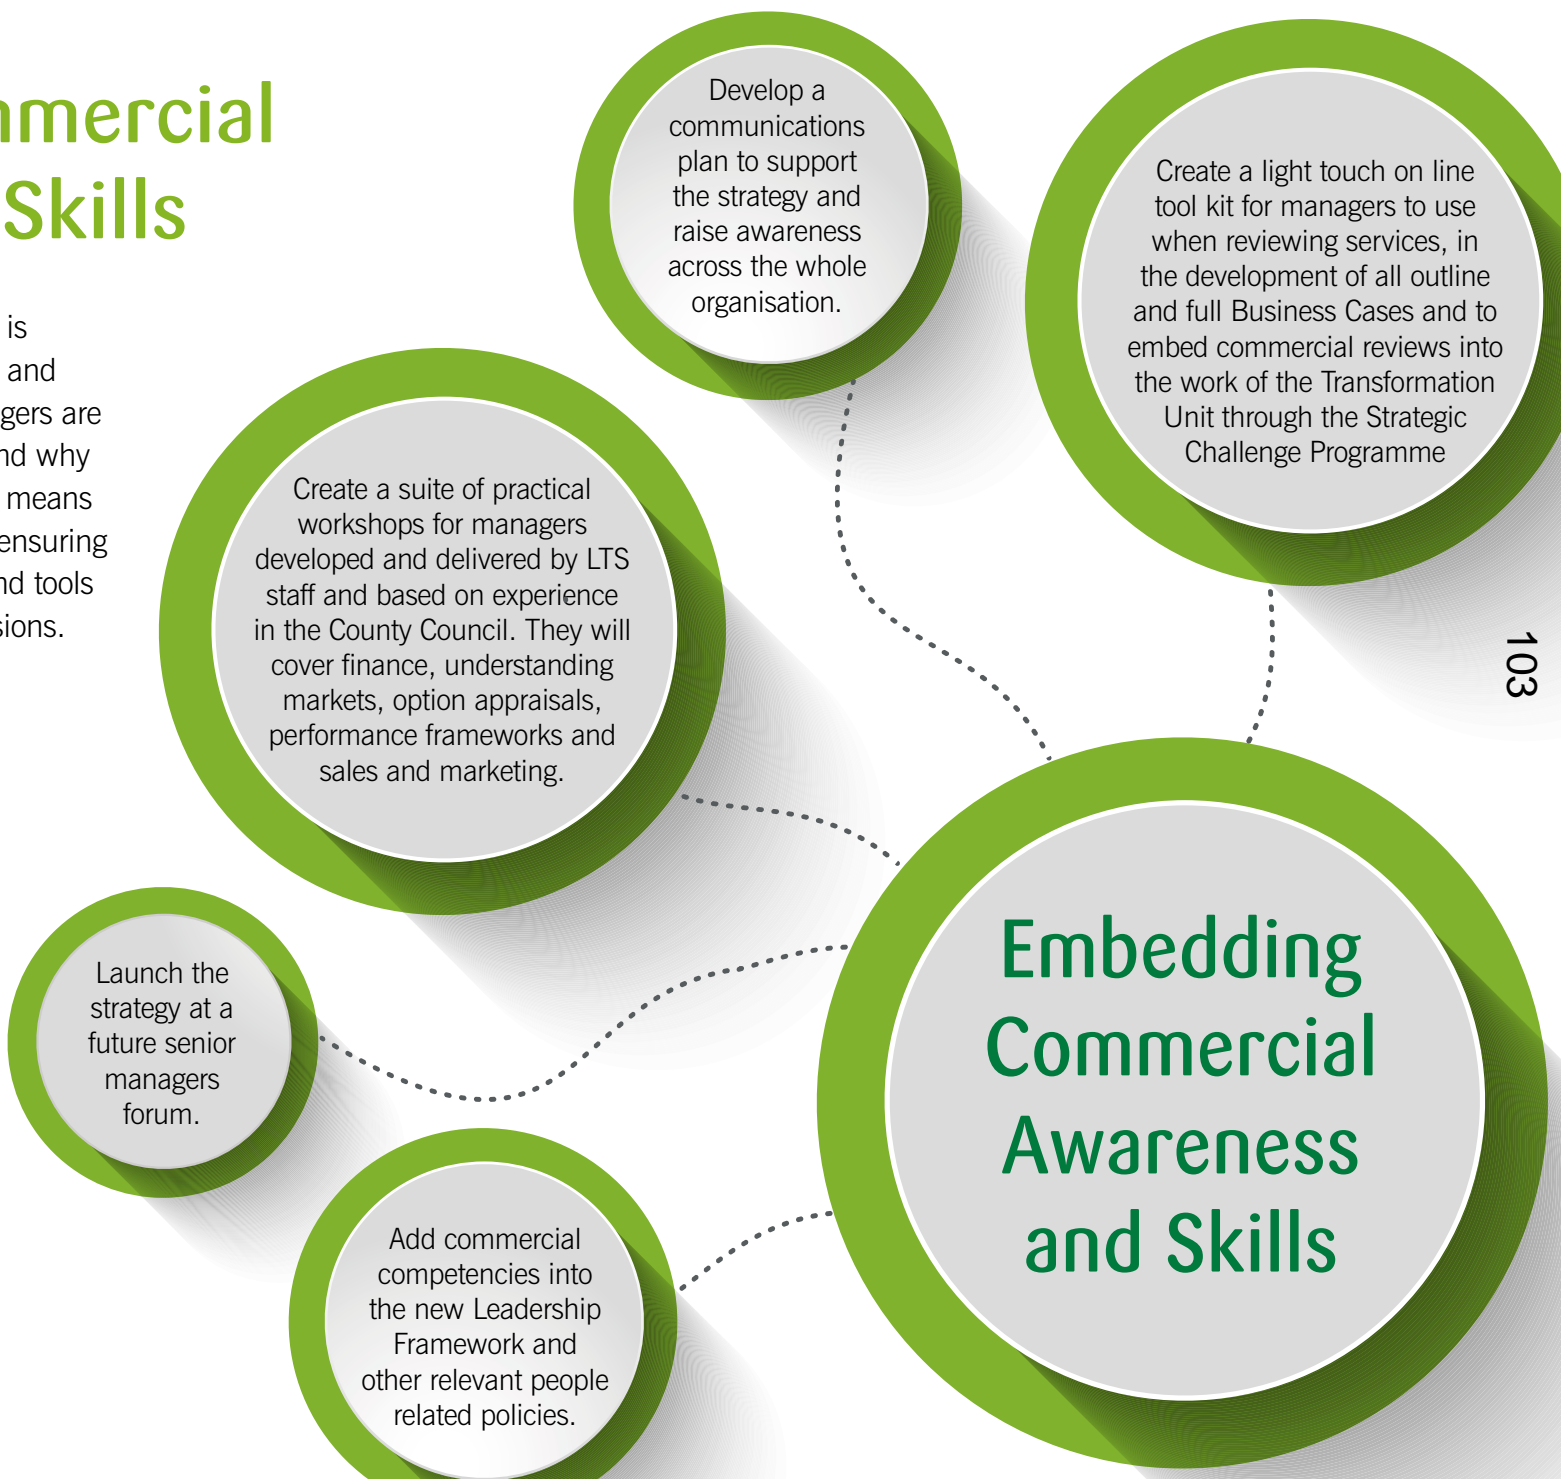 mmercial
Skills
is
and
gers are
nd why
means
ensuring
nd tools
sions.
Develop a
communications
plan to support
the strategy and
raise awareness
across the whole
organisation.
Create a light touch on line
tool kit for managers to use
when reviewing services, in
the development of all outline
and full Business Cases and to
embed commercial reviews into
the work of the Transformation
Unit through the Strategic
Challenge Programme
Create a suite of practical
workshops for managers
developed and delivered by LTS
staff and based on experience
in the County Council. They will
cover finance, understanding
markets, option appraisals,
performance frameworks and
sales and marketing.
Launch the
strategy at a
future senior
managers
forum.
Add commercial
competencies into
the new Leadership
Framework and
other relevant people
related policies.
Embedding
Commercial
Awareness
and Skills
103